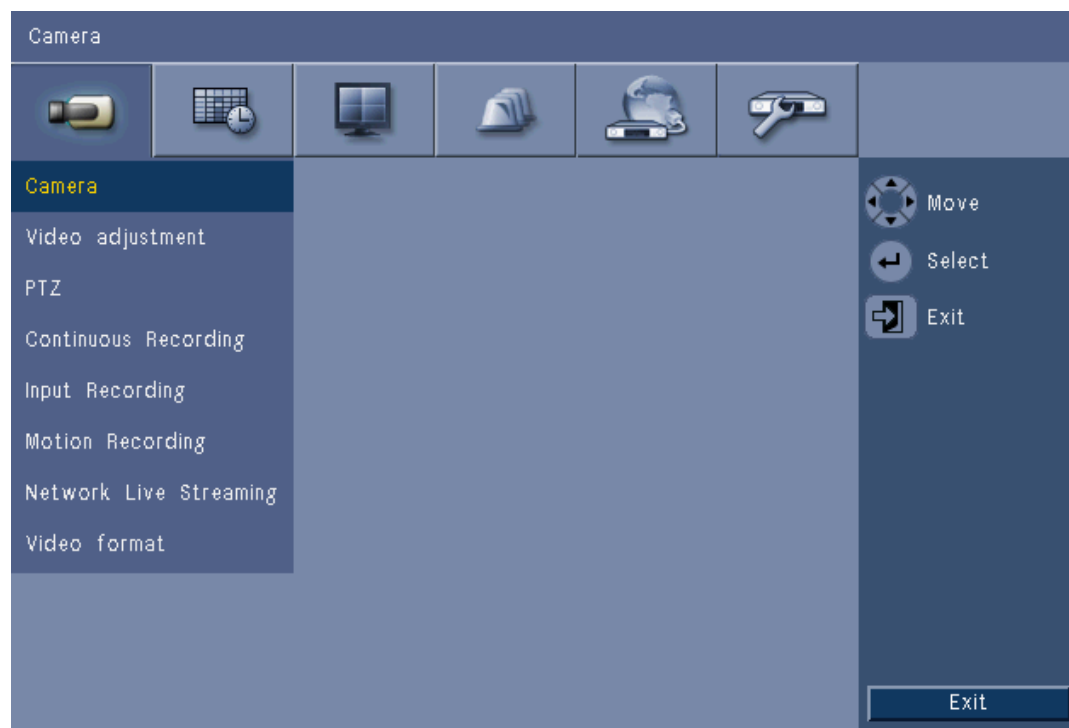 Camera
Camera
Video adjustment
PTZ
Continuous Recording
Input Recording
Motion Recording
Network Live Streaming
Video format
Move
Select
Exit
Exit